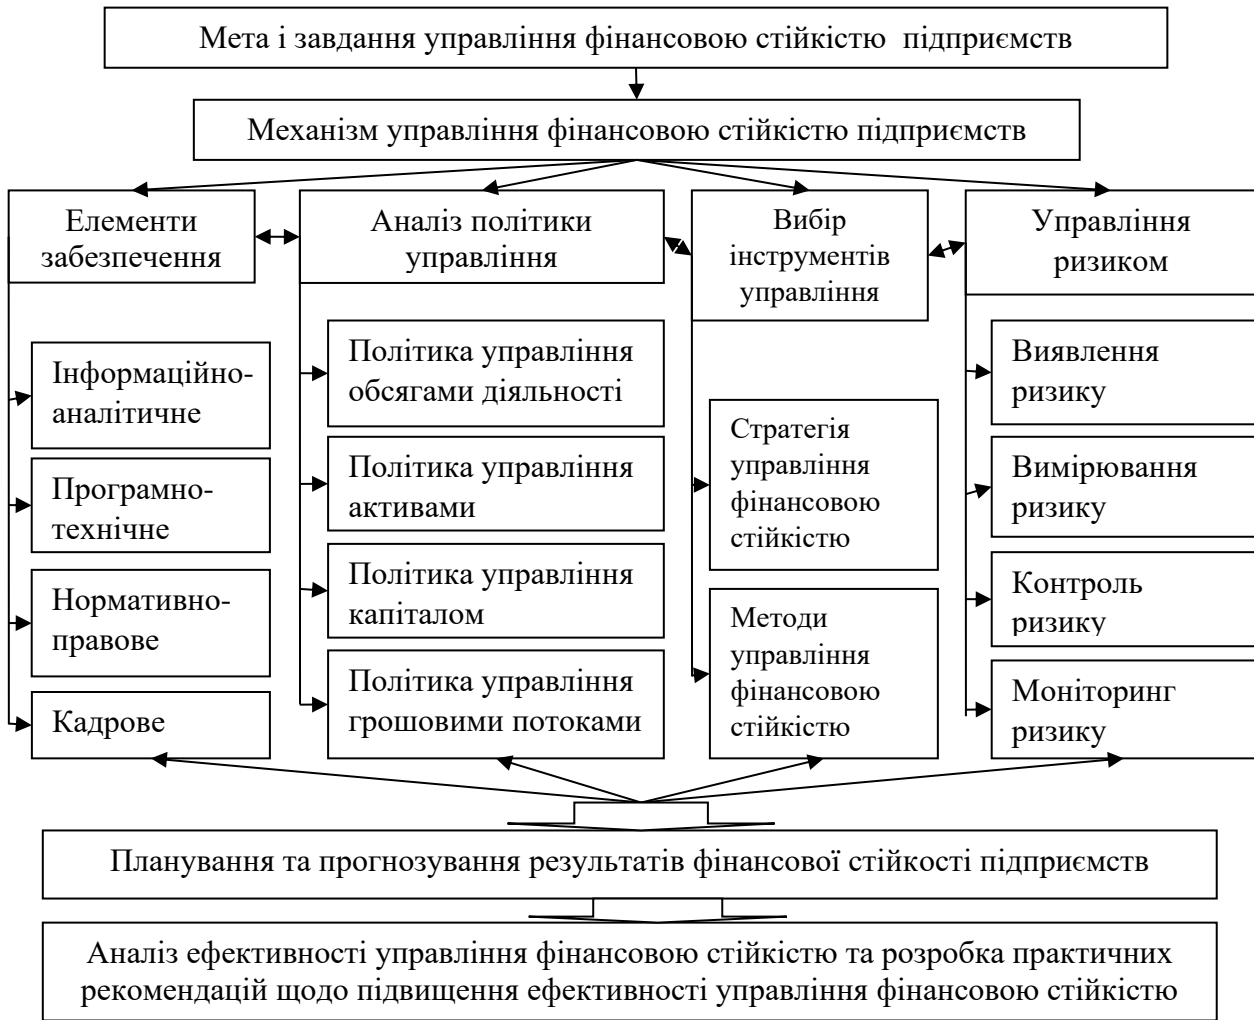 Мета і завдання управління фінансовою стійкістю підприємств
Механізм управління фінансовою стійкістю підприємств
Елементи
забезпечення
Аналіз політики
управління
Вибір
інструментів
управління
Управління
ризиком
Інформаційно-
аналітичне
Програмно-
технічне
Нормативно-
правове
Кадрове
Політика управління
обсягами діяльності
Політика управління
активами
Політика управління
капіталом
Політика управління
грошовими потоками
Стратегія
управління
фінансовою
стійкістю
Методи
управління
фінансовою
стійкістю
Виявлення
ризику
Вимірювання
ризику
Контроль
ризику
Моніторинг
ризику
Планування та прогнозування результатів фінансової стійкості підприємств
Аналіз ефективності управління фінансовою стійкістю та розробка практичних
рекомендацій щодо підвищення ефективності управління фінансовою стійкістю